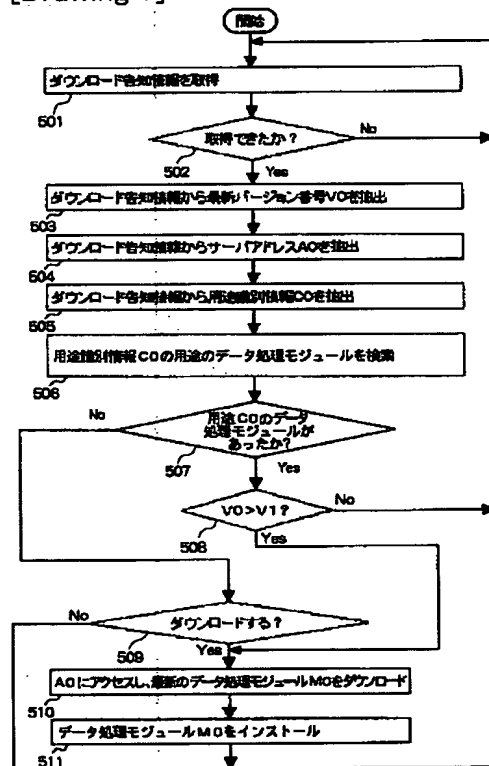 開始
ダウンロード告知情報を取得
501
取得できたか?
No
502
Yes
ダウンロード告知情報から最新バージョン番号V0を抽出
503
ダウンロード告知情報からサーバアドレスA0を抽出
504
ダウンロード告知情報から用途識別情報C0を抽出
505
用途識別情報C0の用途のデータ処理モジュールを検索
506
No
用途C0のデータ
処理モジュールが
あったか?
507
Yes
V0>V1?
No
508
Yes
No
ダウンロードする?
509
Yes
A0にアクセスし、最新のデータ処理モジュールM0をダウンロード
510
データ処理モジュールM0をインストール
511